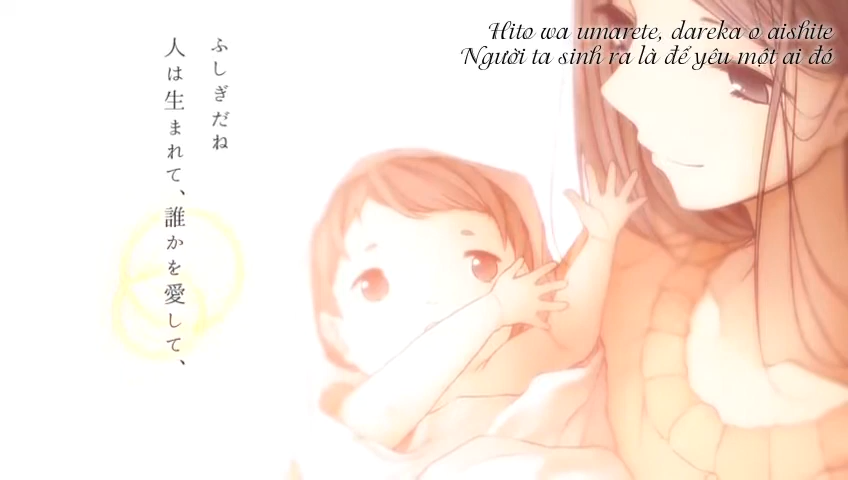 Hito wa umarete, dareka o aishite
Người ta sinh ra là để yêu một ai đó
ふしぎだね
人は生まれて、誰かを愛して、